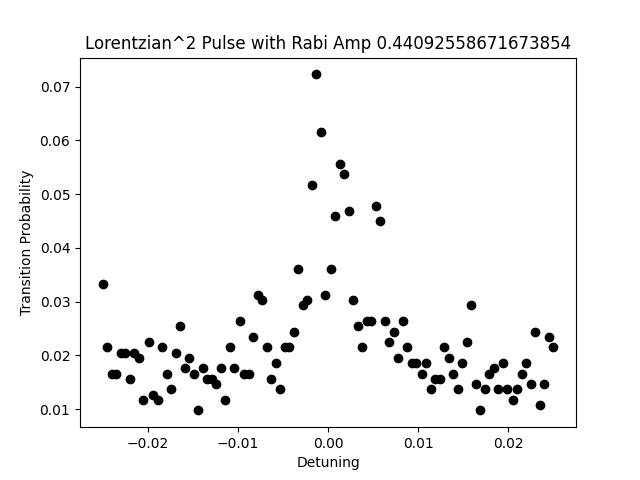 Lorentzian^2 Pulse with Rabi Amp 0.44092558671673854
0.07
0.06
0.05
0.04
0.03
0.02
0.01
Transition Probability
−0.02 −0.01 0.00 0.01 0.02
Detuning